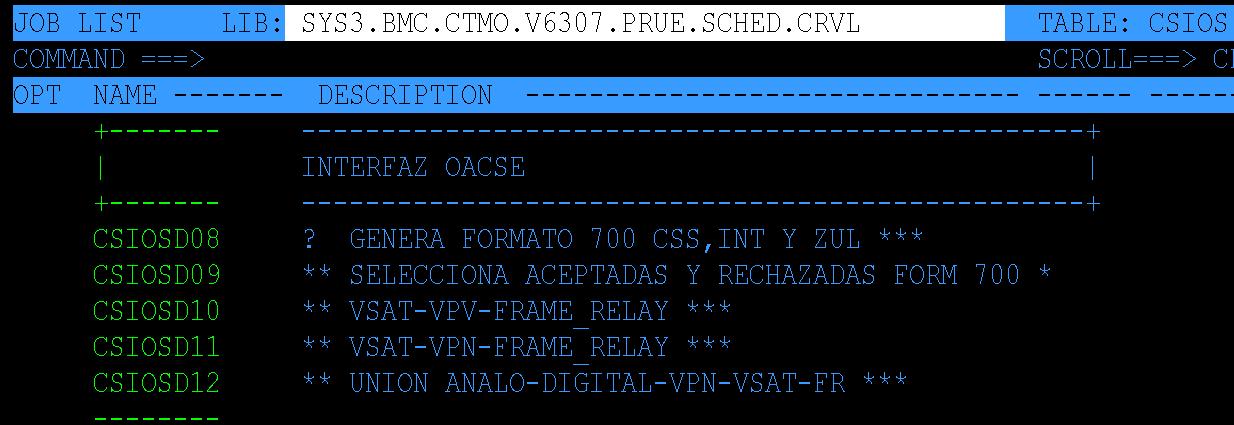 JOB LIST     LIB: SYS3.BMC.CTMO.V6307.PRUE.SCHED.CRVL           TABLE: CSIOS
COMMAND ===>                                                    SCROLL===>
OPT  NAME -------  DESCRIPTION  ------------------------------- ------ ------
+-------     -------------------------------------------------+
|            INTERFAZ OACSE                                   |
+-------     -------------------------------------------------+
CSIOSD08     ?  GENERA FORMATO 700 CSS,INT Y ZUL ***
CSIOSD09     ** SELECCIONA ACEPTADAS Y RECHAZADAS FORM 700 *
CSIOSD10     ** VSAT-VPV-FRAME_RELAY ***
CSIOSD11     ** VSAT-VPN-FRAME_RELAY ***
CSIOSD12     ** UNION ANALO-DIGITAL-VPN-VSAT-FR ***
--------